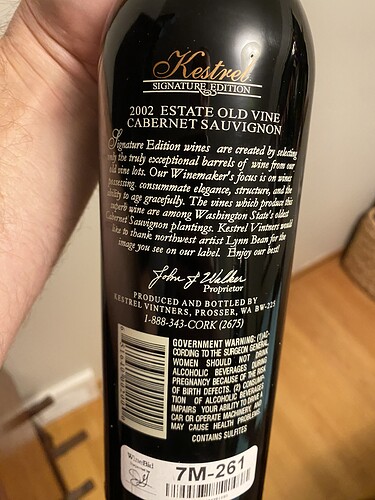 Kestrel
SIGNATURE EDITION
2002 ESTATE OLD VINE
CABERNET SAUVIGNON
Signature Edition wines are created by selecting
only the truly exceptional barrels of wine from our
old vine lots. Our Winemaker's focus is on wines
possessing consummate elegance, structure, and the
ability to age gracefully. The vines which produce this
superb wine are among Washington State's oldest
Cabernet Sauvignon plantings. Kestrel Vintners would
like to thank northwest artist Lynn Bean for the
image you see on our label. Enjoy our best!
John J Walker
Proprietor
PRODUCED AND BOTTLED BY
KESTREL VINTNERS, PROSSER, WA BW-225
1-888-343-CORK (2675)
GOVERNMENT WARNING: (1) AC-
CORDING TO THE SURGEON GENERAL,
WOMEN SHOULD NOT DRINK
ALCOHOLIC BEVERAGES DURING
PREGNANCY BECAUSE OF THE RISK
OF BIRTH DEFECTS. (2) CONSUMP-
TION OF ALCOHOLIC BEVERAGES
IMPAIRS YOUR ABILITY TO DRIVE A
CAR OR OPERATE MACHINERY,
MAY CAUSE HEALTH PROBLEMS.
CONTAINS SULFITES
WineBid
7M-261